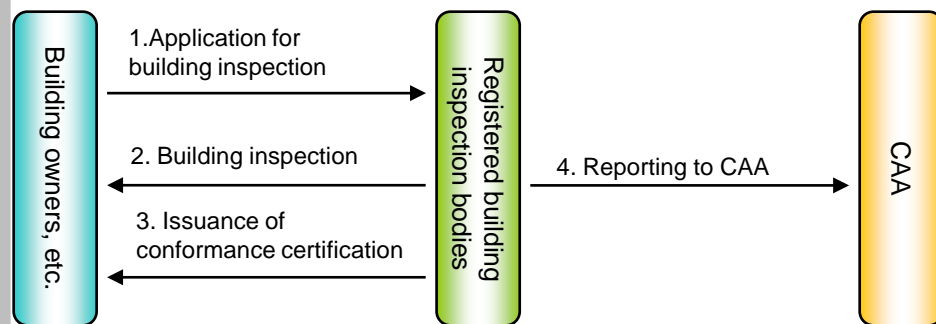 Building owners, etc.
1.Application for
building inspection
2. Building inspection
3. Issuance of
conformance certification
Registered building
inspection bodies
4. Reporting to CAA
CAA